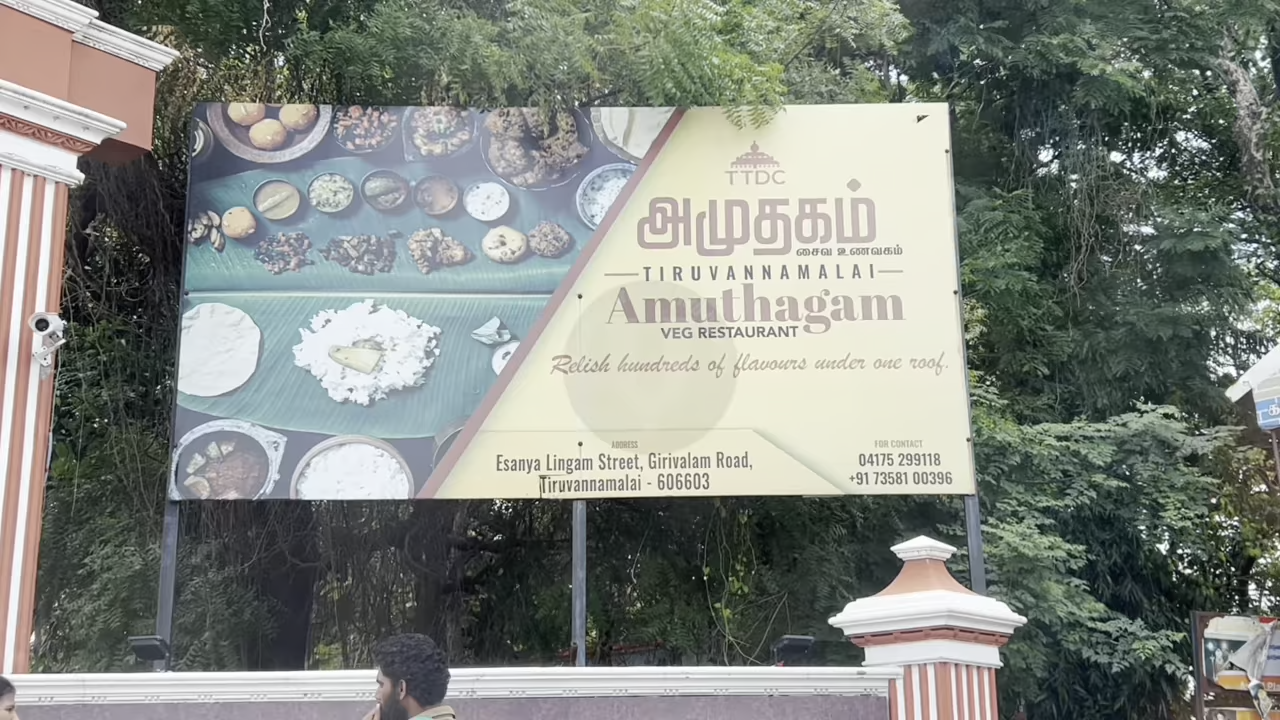 TTDC
அமுதகம்
சைவ உணவகம்
TIRUVANNAMALAI
Amuthagam
VEG RESTAURANT
Relish hundreds of flavours under one roof.
ADDRESS
Esanya Lingam Street, Girivalam Road,
Tiruvannamalai - 606603
FOR CONTACT
04175 299118
+91 73581 00396